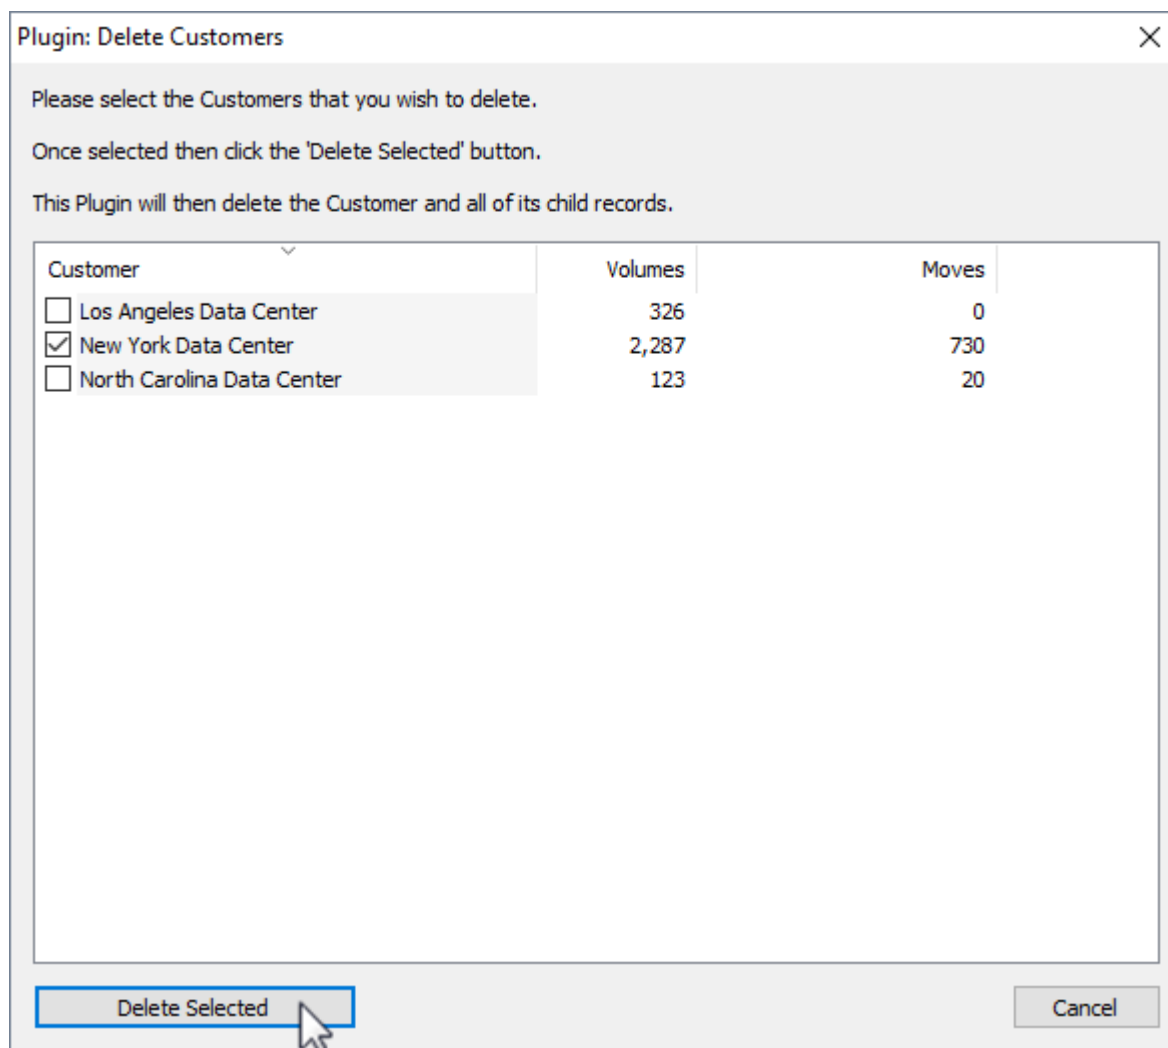 Plugin: Delete Customers
Please select the Customers that you wish to delete.
Once selected then click the 'Delete Selected' button.
This Plugin will then delete the Customer and all of its child records.
Customer Volumes Moves
Los Angeles Data Center 326 0
New York Data Center 2,287 730
North Carolina Data Center 123 20
Delete Selected Cancel